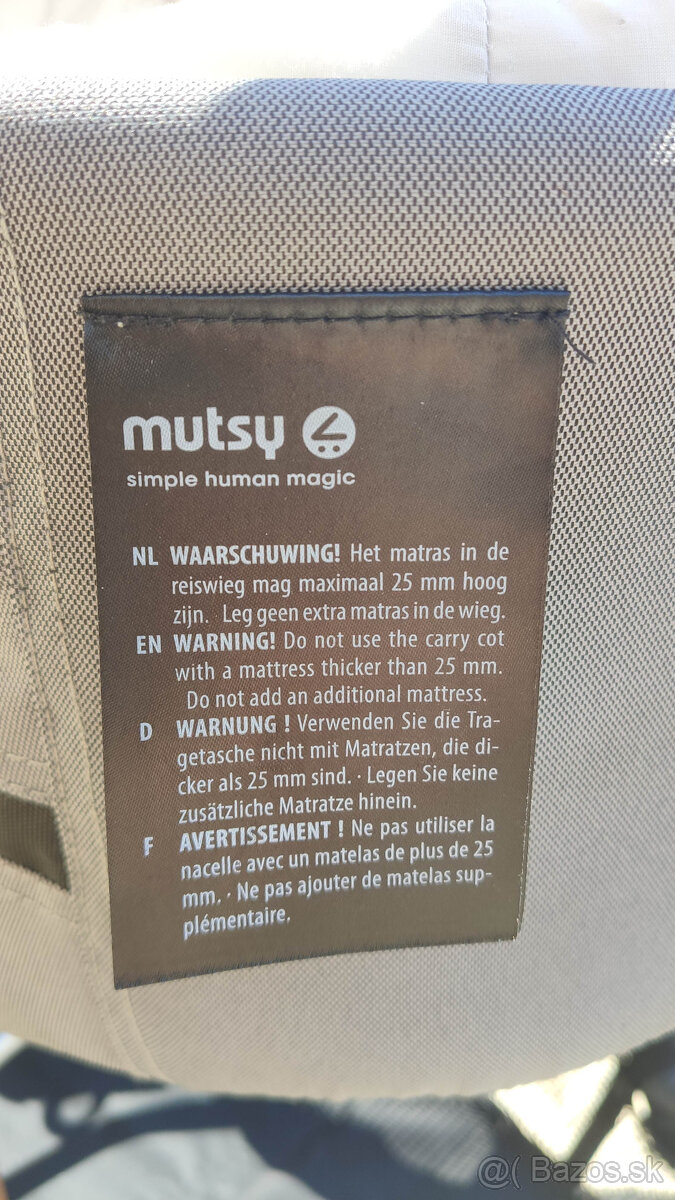 mutsy
simple human magic
NL WAARSCHUWING! Het matras in de
reiswieg mag maximaal 25 mm hoog
zijn. Leg geen extra matras in de wieg.
EN WARNING! Do not use the carry cot
with a mattress thicker than 25 mm.
Do not add an additional mattress.
D WARNUNG ! Verwenden Sie die Tra-
getasche nicht mit Matratzen, die di-
cker als 25 mm sind. · Legen Sie keine
zusätzliche Matratze hinein.
F AVERTISSEMENT ! Ne pas utiliser la
nacelle avec un matelas de plus de 25
mm. · Ne pas ajouter de matelas sup-
plémentaire.
@( Bazos.sk